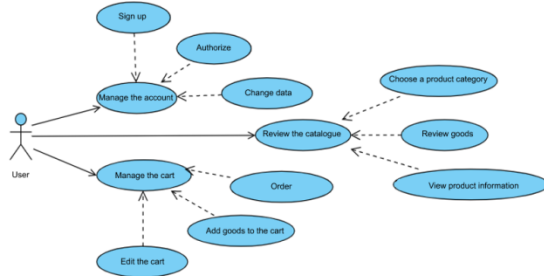 Sign up
Authorize
Choose a product category
Manage the account
Change data
Review the catalogue
Review goods
User
Manage the cart
Order
View product information
Add goods to the cart
Edit the cart